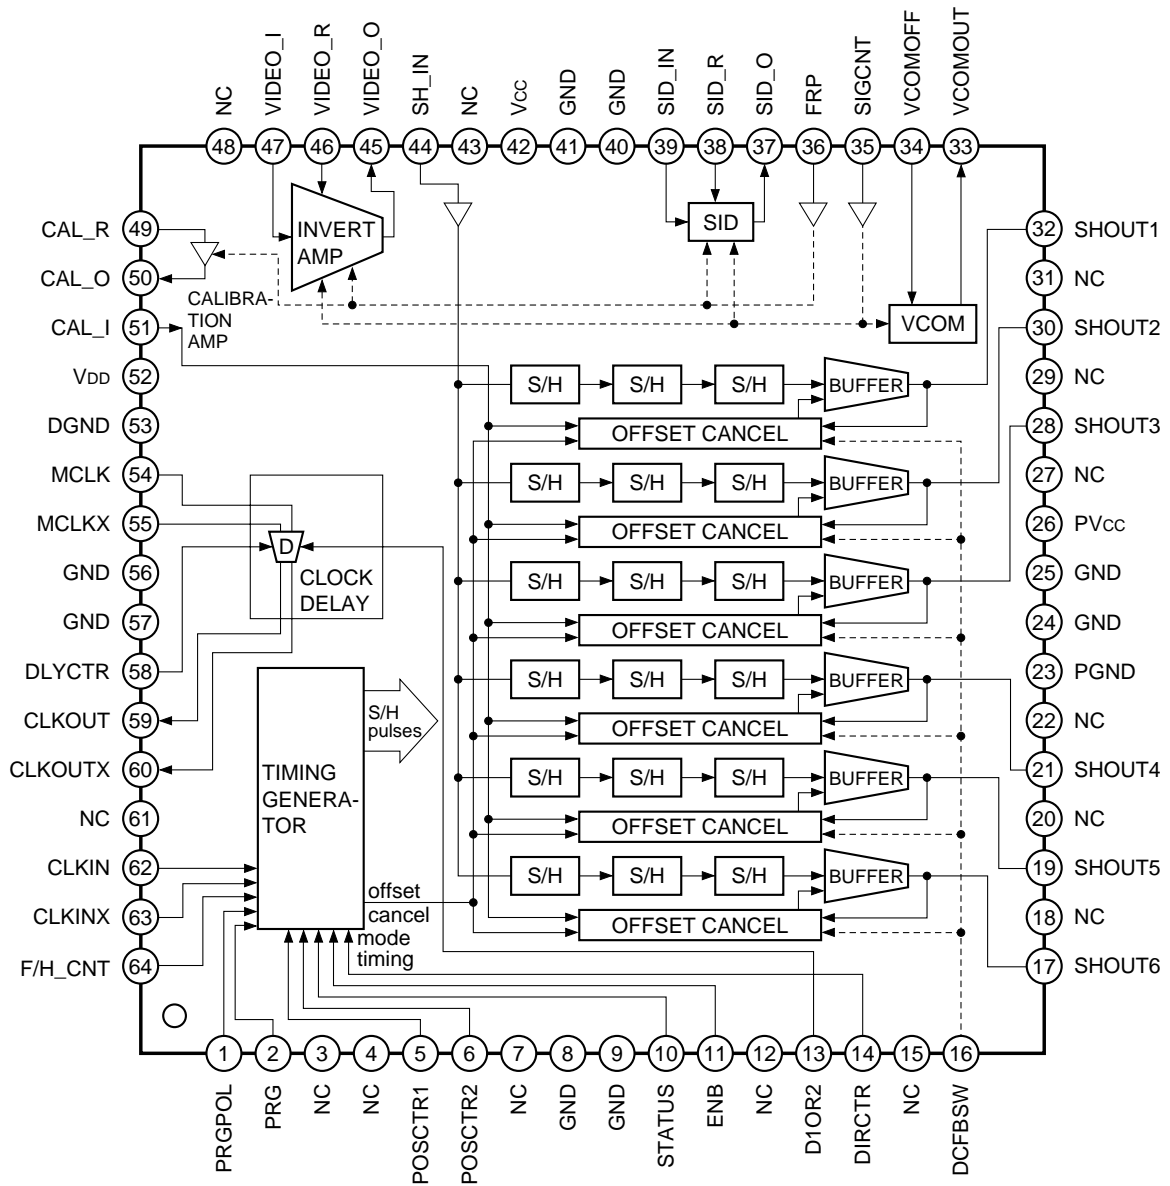 NC
VIDEO_I
VIDEO_R
VIDEO_O
SH_IN
NC
VCC
GND
GND
SID_IN
SID_R
SID_O
FRP
SIGCNT
VCOMOFF
VCOMOUT
48
47
46
45
44
43
42
41
40
39
38
37
36
35
34
33
CAL_R
49
CAL_O
50
CAL_I
51
VDD
52
DGND
53
MCLK
54
MCLKX
55
GND
56
GND
57
DLYCTR
58
CLKOUT
59
CLKOUTX
60
NC
61
CLKIN
62
CLKINX
63
F/H_CNT
64
INVERT
AMP
SID
VCOM
CALIBRA-
TION
AMP
D
CLOCK
DELAY
S/H
pulses
TIMING
GENERA-
TOR
offset
cancel
mode
timing
S/H
S/H
S/H
BUFFER
OFFSET CANCEL
S/H
S/H
S/H
BUFFER
OFFSET CANCEL
S/H
S/H
S/H
BUFFER
OFFSET CANCEL
S/H
S/H
S/H
BUFFER
OFFSET CANCEL
S/H
S/H
S/H
BUFFER
OFFSET CANCEL
S/H
S/H
S/H
BUFFER
OFFSET CANCEL
32
SHOUT1
31
NC
30
SHOUT2
29
NC
28
SHOUT3
27
NC
26
PVCC
25
GND
24
GND
23
PGND
22
NC
21
SHOUT4
20
NC
19
SHOUT5
18
NC
17
SHOUT6
1
2
3
4
5
6
7
8
9
10
11
12
13
14
15
16
PRGPOL
PRG
NC
NC
POSCTR1
POSCTR2
NC
GND
GND
STATUS
ENB
NC
D1OR2
DIRCTR
NC
DCFBSW